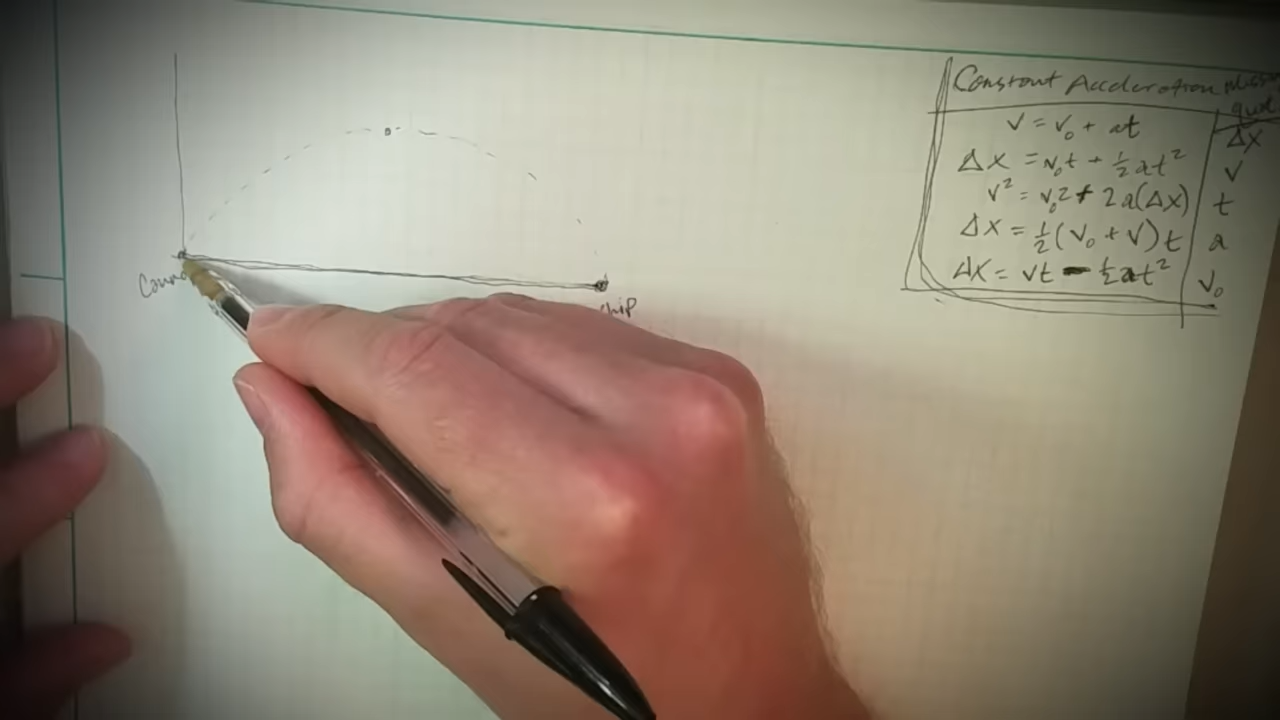 Constant Acceleration
v = v₀ + at
Δx
Δx = v₀t + ½at²
v
v² = v₀2 + 2a(Δx)
t
Δx = ½(v₀ + v)t
a
Δx = vt - ½at²
v₀
ship